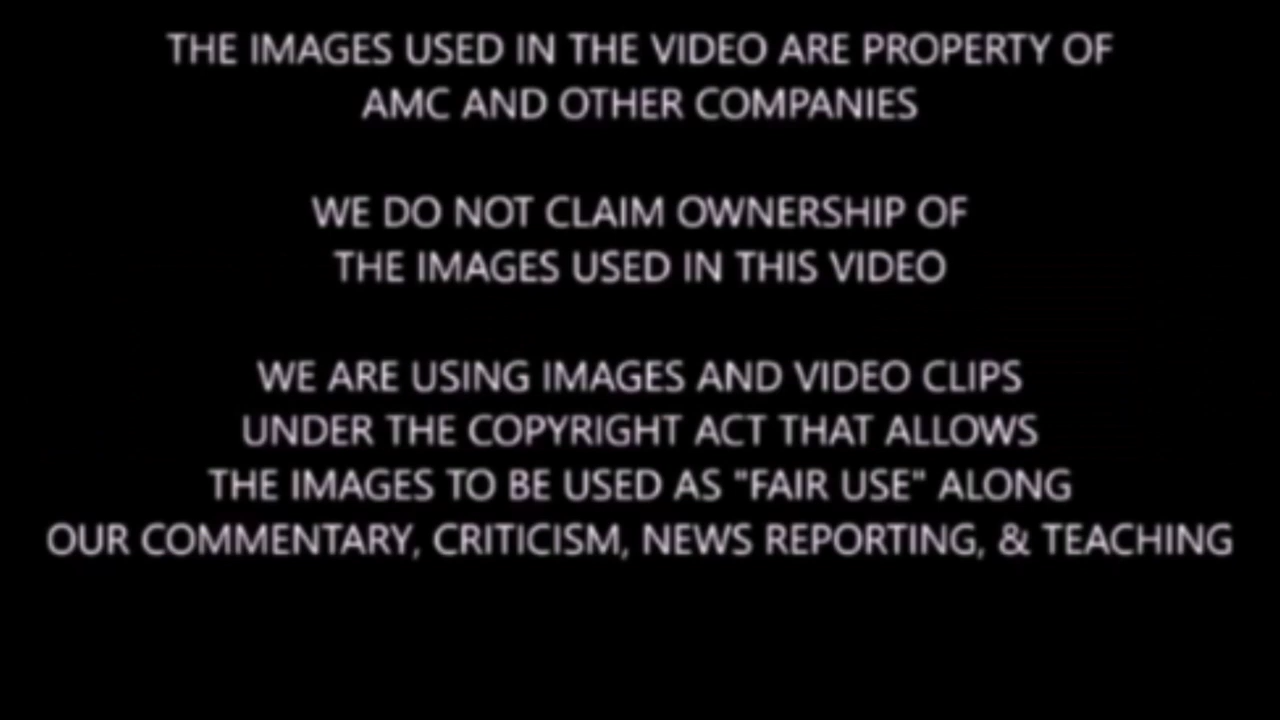 THE IMAGES USED IN THE VIDEO ARE PROPERTY OF
AMC AND OTHER COMPANIES
WE DO NOT CLAIM OWNERSHIP OF
THE IMAGES USED IN THIS VIDEO
WE ARE USING IMAGES AND VIDEO CLIPS
UNDER THE COPYRIGHT ACT THAT ALLOWS
THE IMAGES TO BE USED AS "FAIR USE" ALONG
OUR COMMENTARY, CRITICISM, NEWS REPORTING, & TEACHING